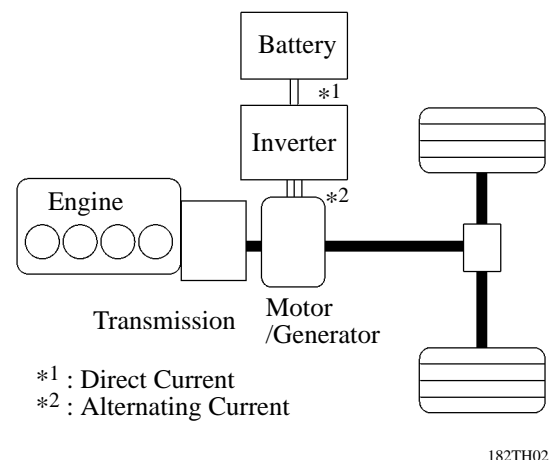 Battery
*1
Inverter
*2
Engine
Transmission
Motor
/Generator
*1 : Direct Current
*2 : Alternating Current
182TH02